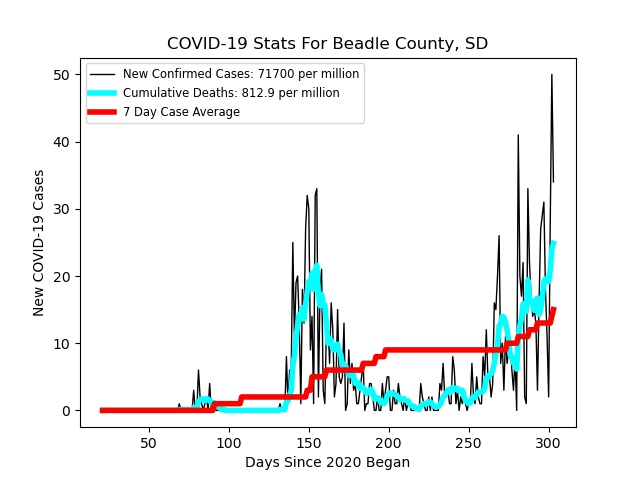 COVID-19 Stats For Beadle County, SD
New Confirmed Cases: 71700 per million
Cumulative Deaths: 812.9 per million
7 Day Case Average
New COVID-19 Cases
50
40
30
20
10
0
50 100 150 200 250 300
Days Since 2020 Began